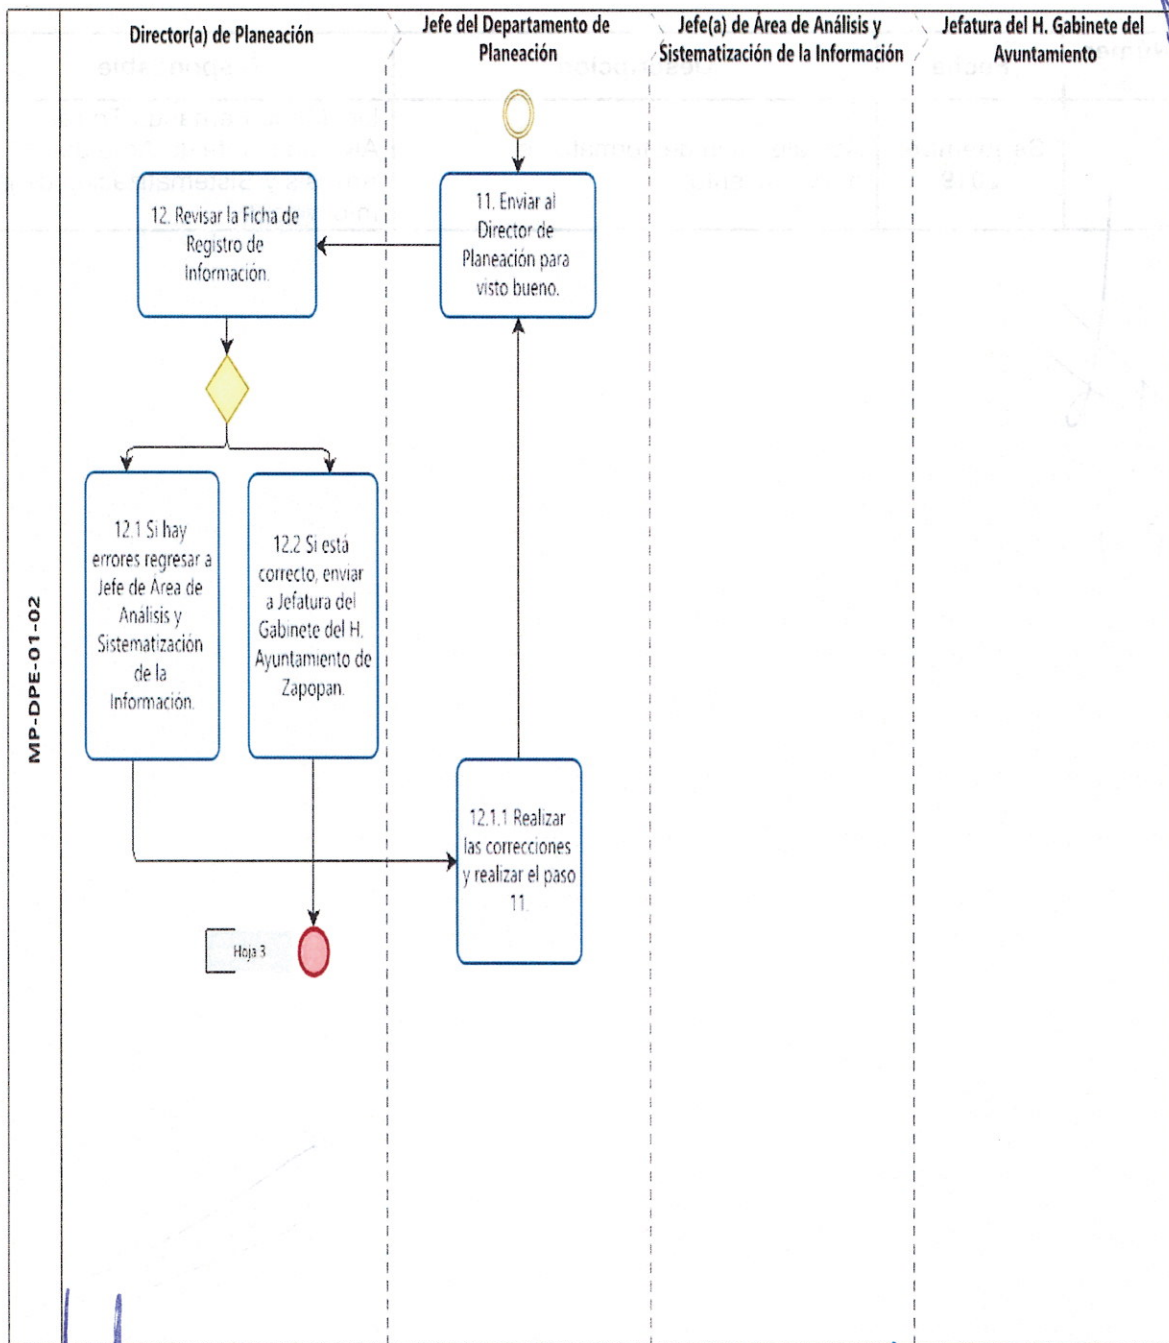 Director(a) de Planeación
Jefe del Departamento de
Planeación
Jefe(a) de Área de Análisis y
Sistematización de la Información
Jefatura del H. Gabinete del
Ayuntamiento
MP-DPE-01-02
11. Enviar al
Director de
Planeación para
visto bueno.
12. Revisar la Ficha de
Registro de
Información.
12.1 Si hay
errores regresar a
Jefe de Área de
Análisis y
Sistematización
de la
Información.
12.2 Si está
correcto, enviar
a Jefatura del
Gabinete del H.
Ayuntamiento de
Zapopan.
12.1.1 Realizar
las correcciones
y realizar el paso
11.
Hoja 3